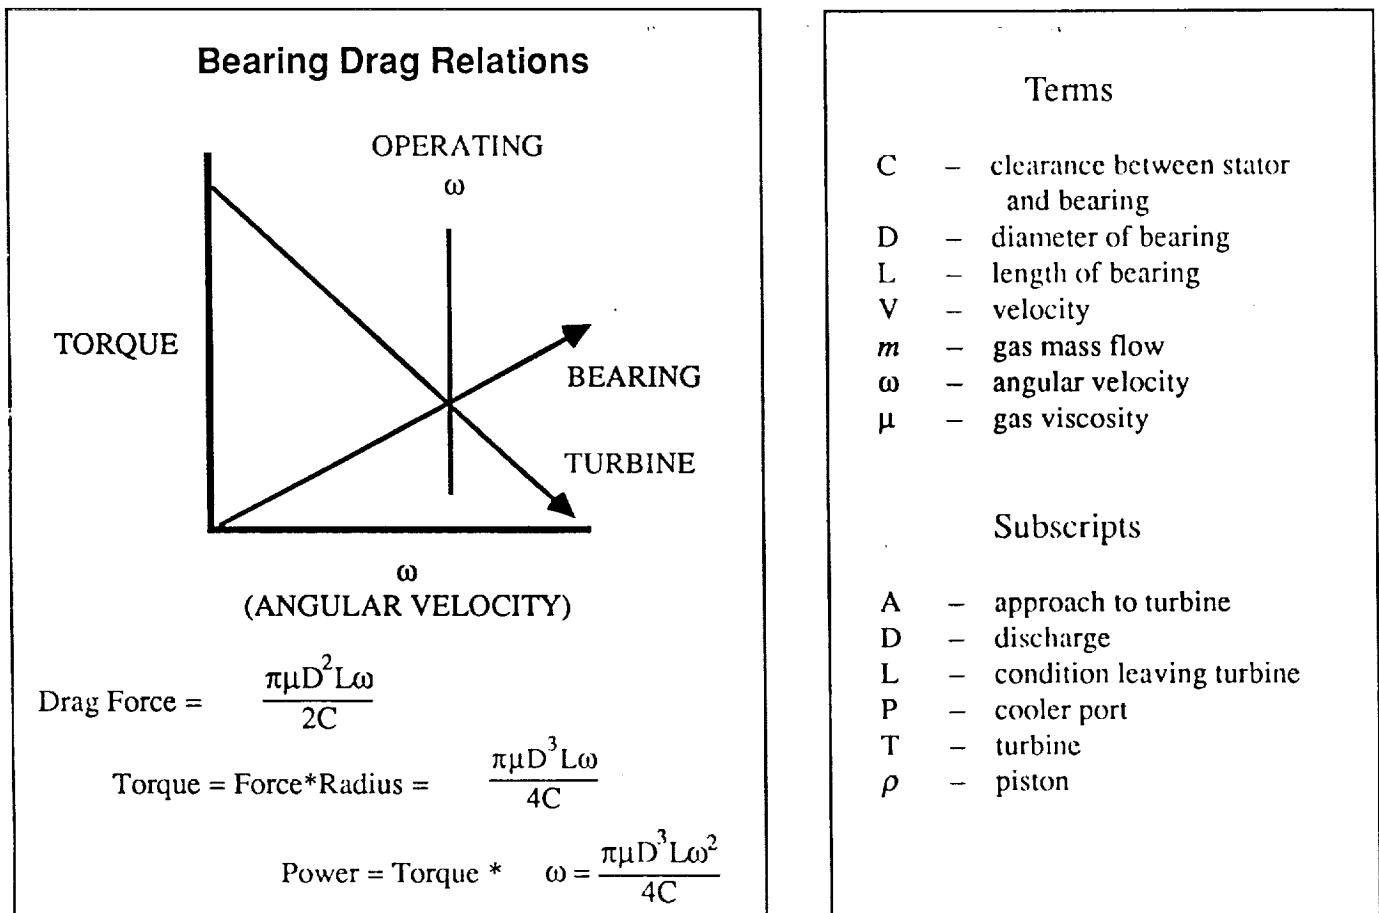 Bearing Drag Relations
OPERATING
ω
TORQUE
BEARING
TURBINE
ω
(ANGULAR VELOCITY)
Drag Force = πμD²Lω / 2C
Torque = Force*Radius = πμD³Lω / 4C
Power = Torque * ω = πμD³Lω² / 4C
Terms
C – clearance between stator
and bearing
D – diameter of bearing
L – length of bearing
V – velocity
m – gas mass flow
ω – angular velocity
μ – gas viscosity
Subscripts
A – approach to turbine
D – discharge
L – condition leaving turbine
P – cooler port
T – turbine
ρ – piston